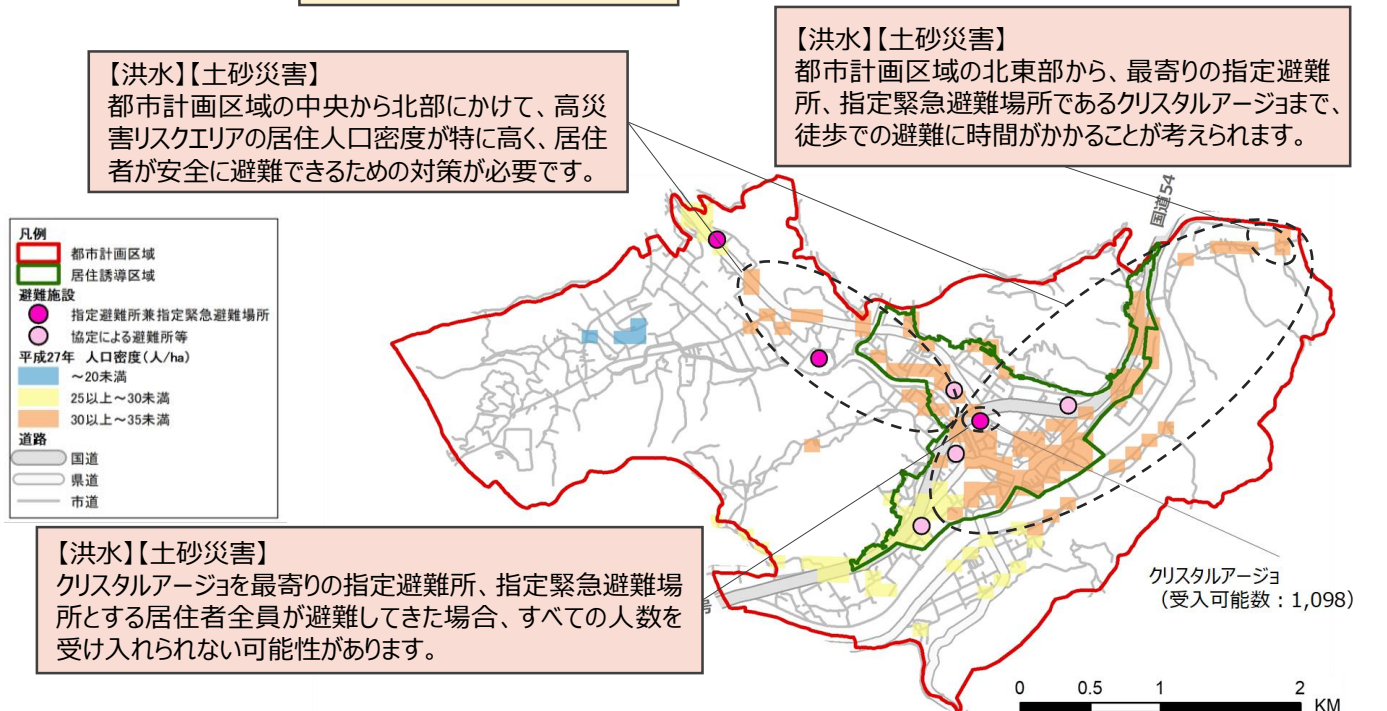 【洪水】【土砂災害】
都市計画区域の中央から北部にかけて、高災
害リスクエリアの居住人口密度が特に高く、居住
者が安全に避難できるための対策が必要です。
【洪水】【土砂災害】
都市計画区域の北東部から、最寄りの指定避難
所、指定緊急避難場所であるクリスタルアージョまで、
徒歩での避難に時間がかかることが考えられます。
国道54
凡例
都市計画区域
居住誘導区域
避難施設
指定避難所兼指定緊急避難場所
協定による避難所等
平成27年 人口密度(人/ha)
～20未満
25以上～30未満
30以上～35未満
道路
国道
県道
市道
【洪水】【土砂災害】
クリスタルアージョを最寄りの指定避難所、指定緊急避難場
所とする居住者全員が避難してきた場合、すべての人数を
受け入れられない可能性があります。
号
クリスタルアージョ
（受入可能数：1,098）
0 0.5 1 2
KM